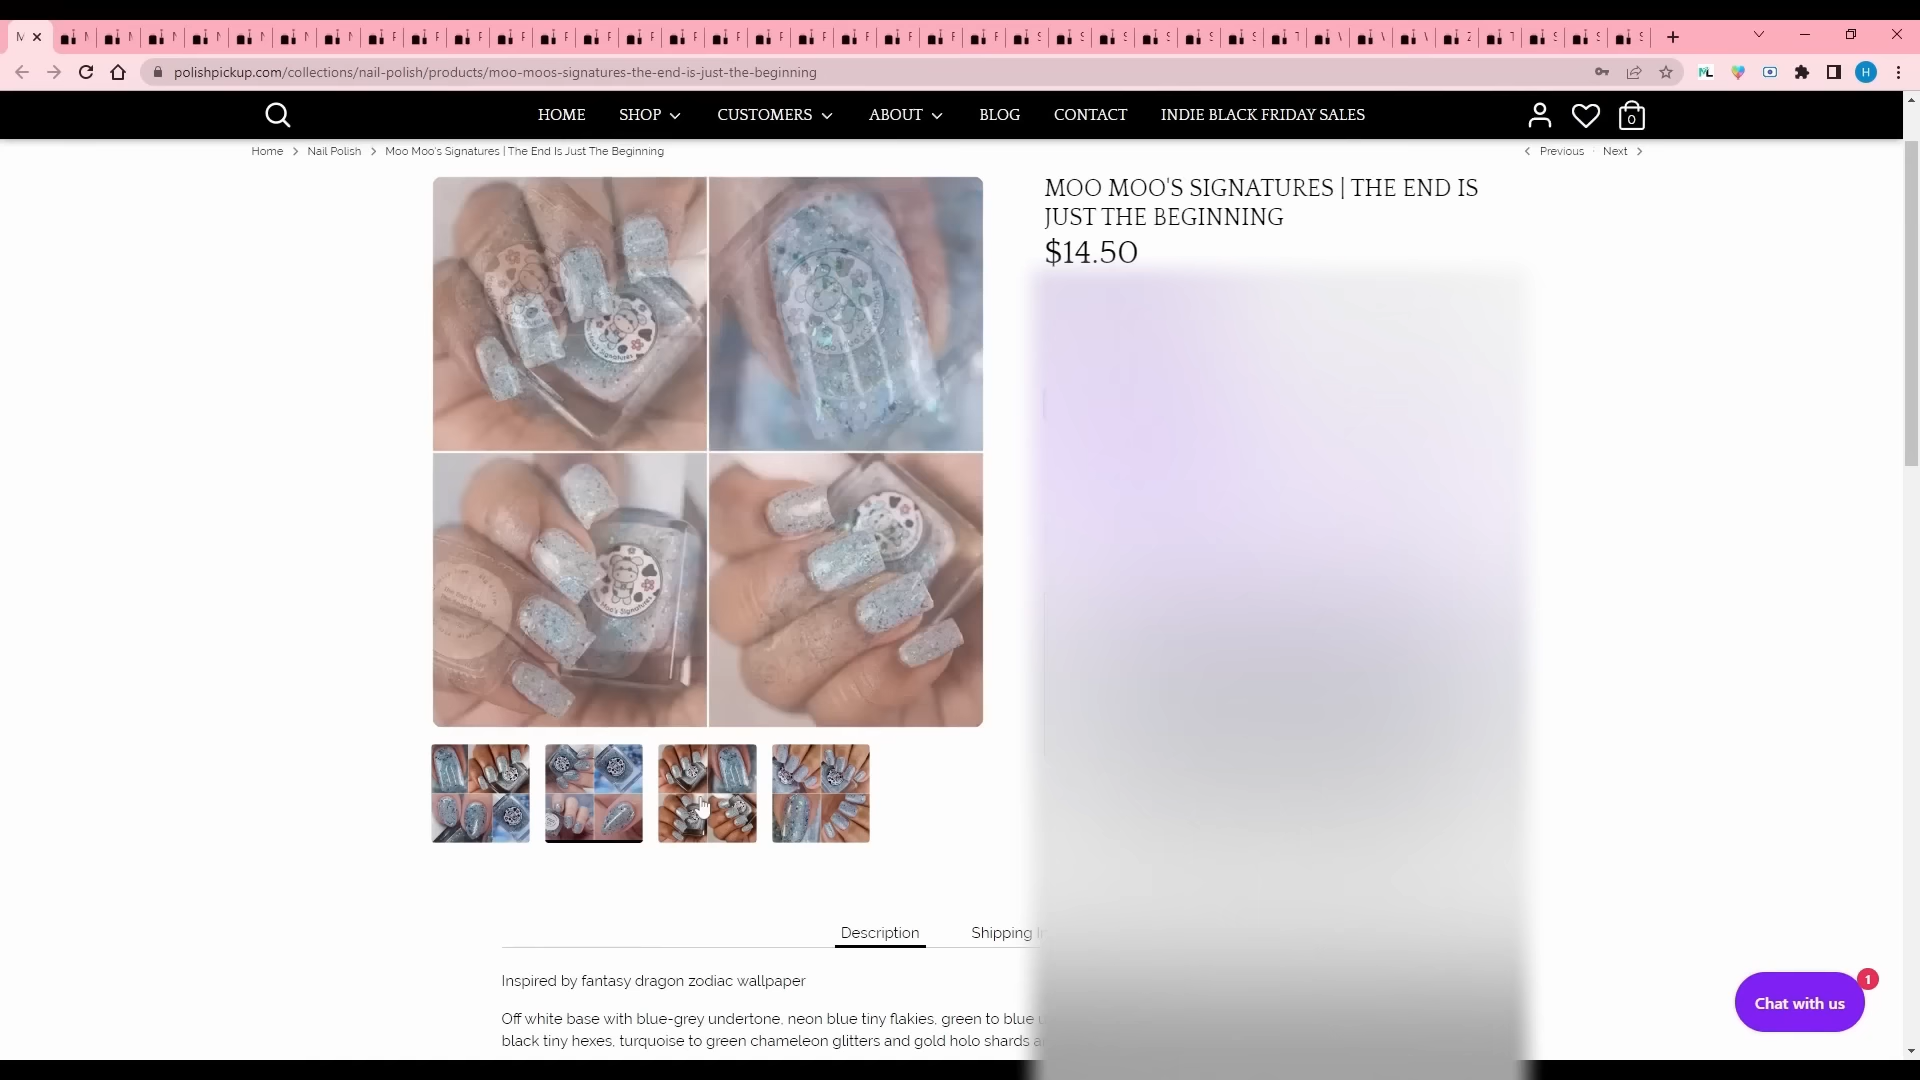 polishpickup.com/collections/nail-polish/products/moo-moos-signatures-the-end-is-just-the-beginning
H
HOME
SHOP
CUSTOMERS
ABOUT
BLOG
CONTACT
INDIE BLACK FRIDAY SALES
0
Home > Nail Polish > Moo Moo's Signatures | The End Is Just The Beginning
< Previous · Next >
MOO MOO'S SIGNATURES | THE END IS
JUST THE BEGINNING
$14.50
Description
Shipping
Inspired by fantasy dragon zodiac wallpaper
Off white base with blue-grey undertone, neon blue tiny flakies, green to blue
black tiny hexes, turquoise to green chameleon glitters and gold holo shards
Chat with us
1